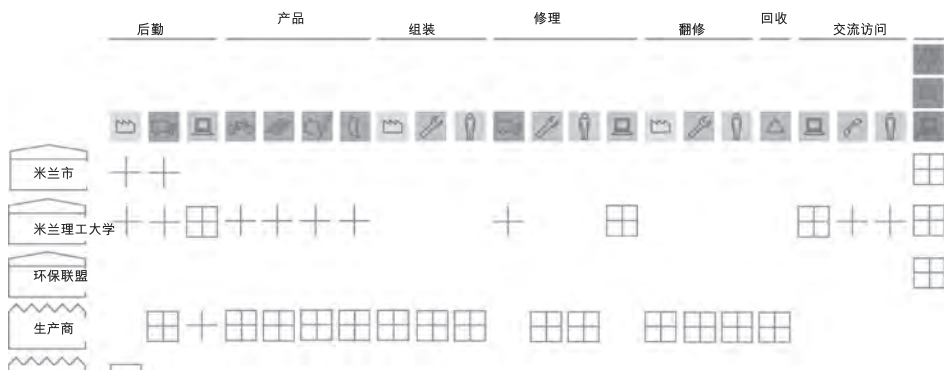 后勤
产品
组装
修理
翻修
回收
交流访问
米兰市
米兰理工大学
环保联盟
生产商